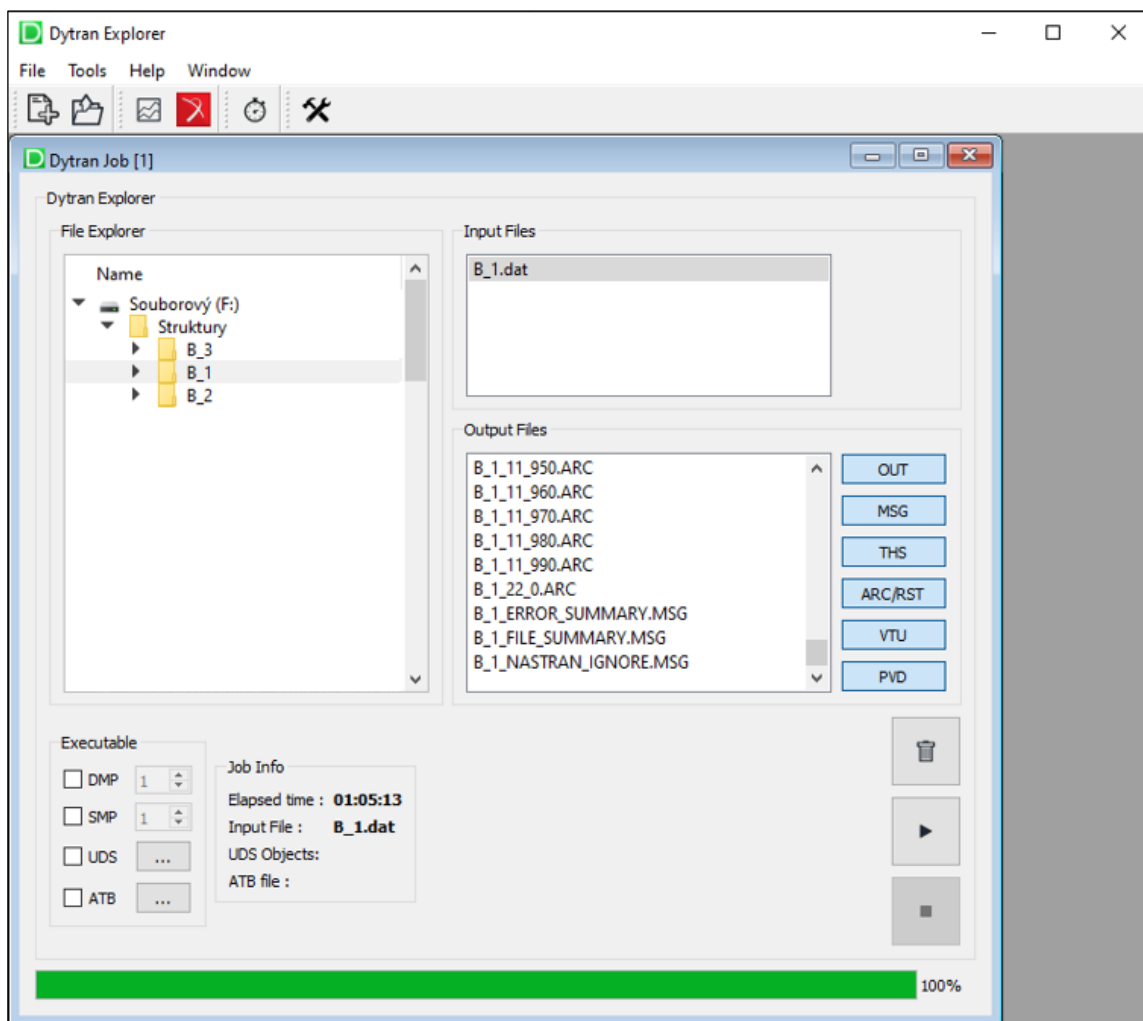 Dytran Explorer
File Tools Help Window
Dytran Job [1]
Dytran Explorer
File Explorer
Name
Souborový (F:)
Struktury
B_3
B_1
B_2
Input Files
B_1.dat
Output Files
B_1_11_950.ARC
B_1_11_960.ARC
B_1_11_970.ARC
B_1_11_980.ARC
B_1_11_990.ARC
B_1_22_0.ARC
B_1_ERROR_SUMMARY.MSG
B_1_FILE_SUMMARY.MSG
B_1_NASTRAN_IGNORE.MSG
OUT
MSG
THS
ARC/RST
VTU
PVD
Executable
DMP 1
SMP 1
UDS ...
ATB ...
Job Info
Elapsed time : 01:05:13
Input File : B_1.dat
UDS Objects:
ATB file :
100%